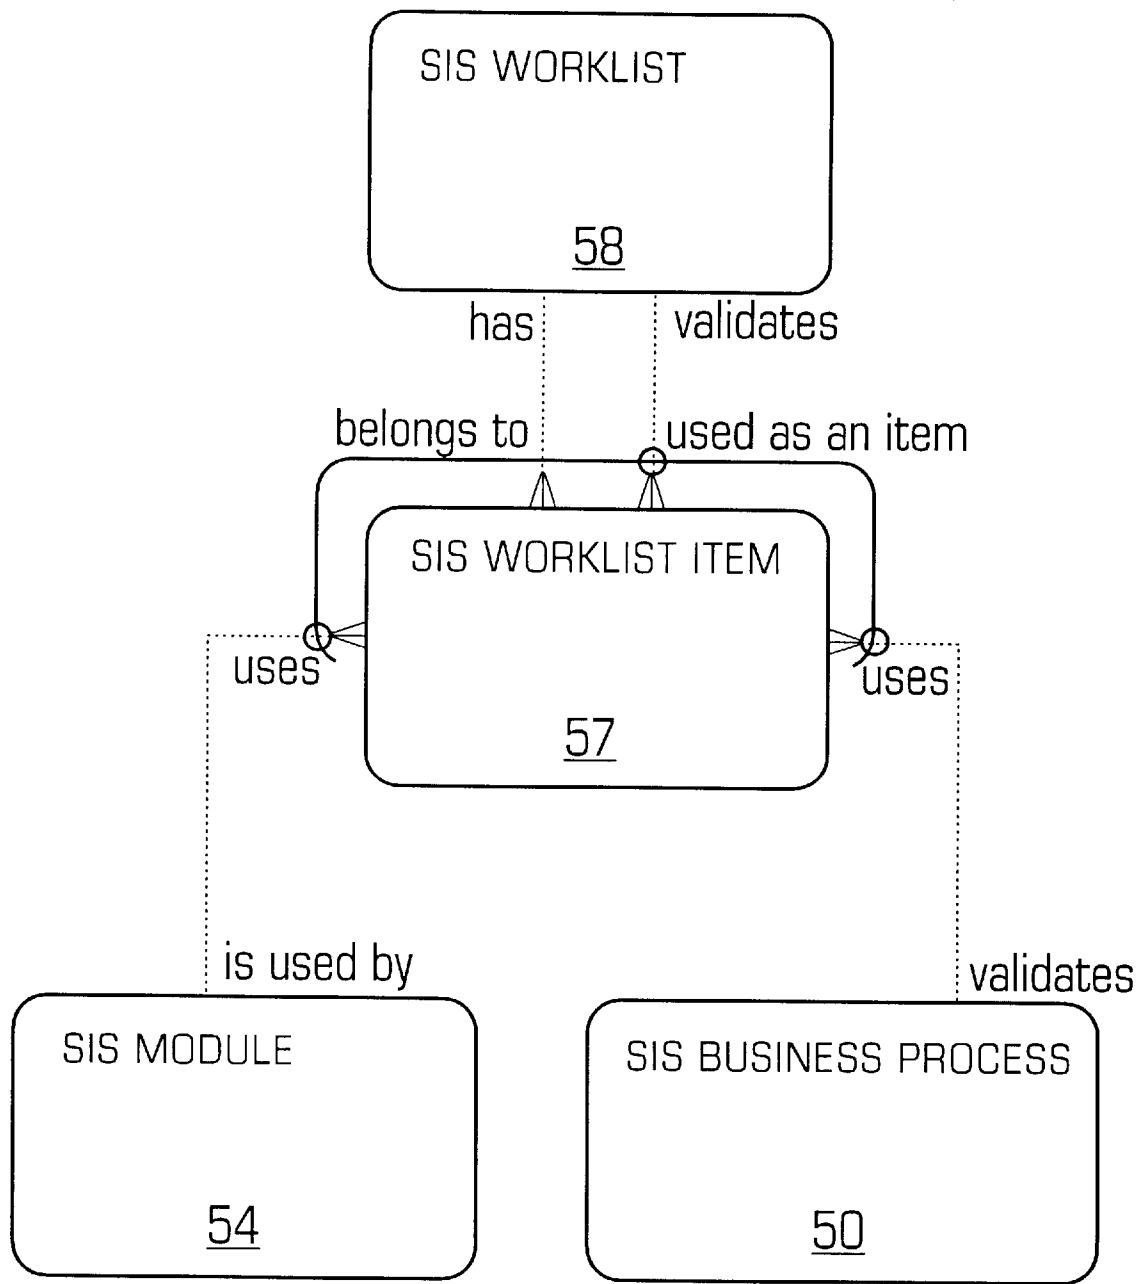 SIS WORKLIST
58
has
validates
belongs to
used as an item
SIS WORKLIST ITEM
uses
uses
57
is used by
validates
SIS MODULE
SIS BUSINESS PROCESS
54
50